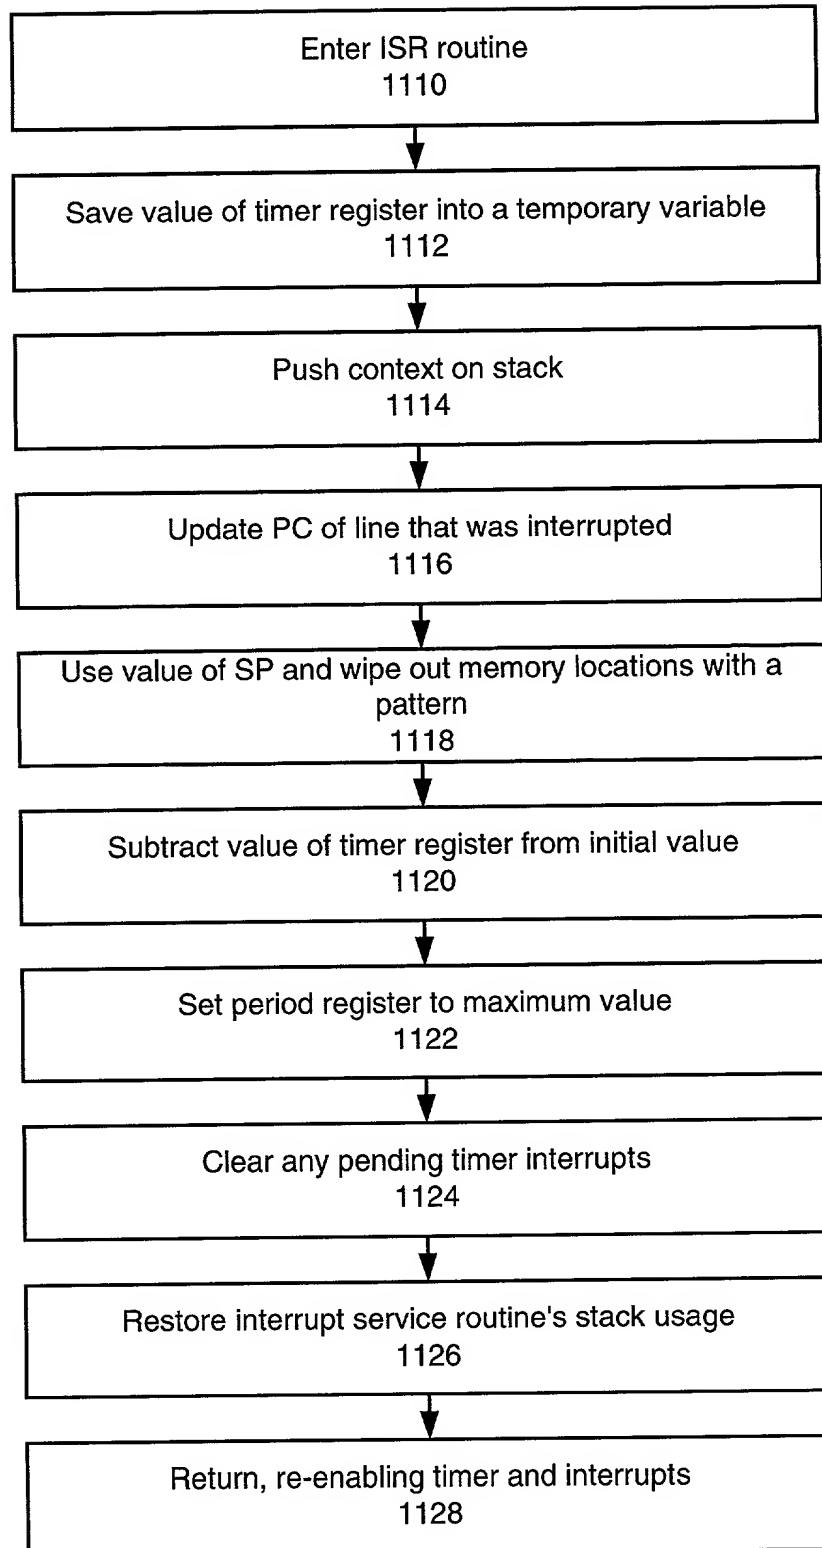 Enter ISR routine
1110
Save value of timer register into a temporary variable
1112
Push context on stack
1114
Update PC of line that was interrupted
1116
Use value of SP and wipe out memory locations with a
pattern
1118
Subtract value of timer register from initial value
1120
Set period register to maximum value
1122
Clear any pending timer interrupts
1124
Restore interrupt service routine's stack usage
1126
Return, re-enabling timer and interrupts
1128